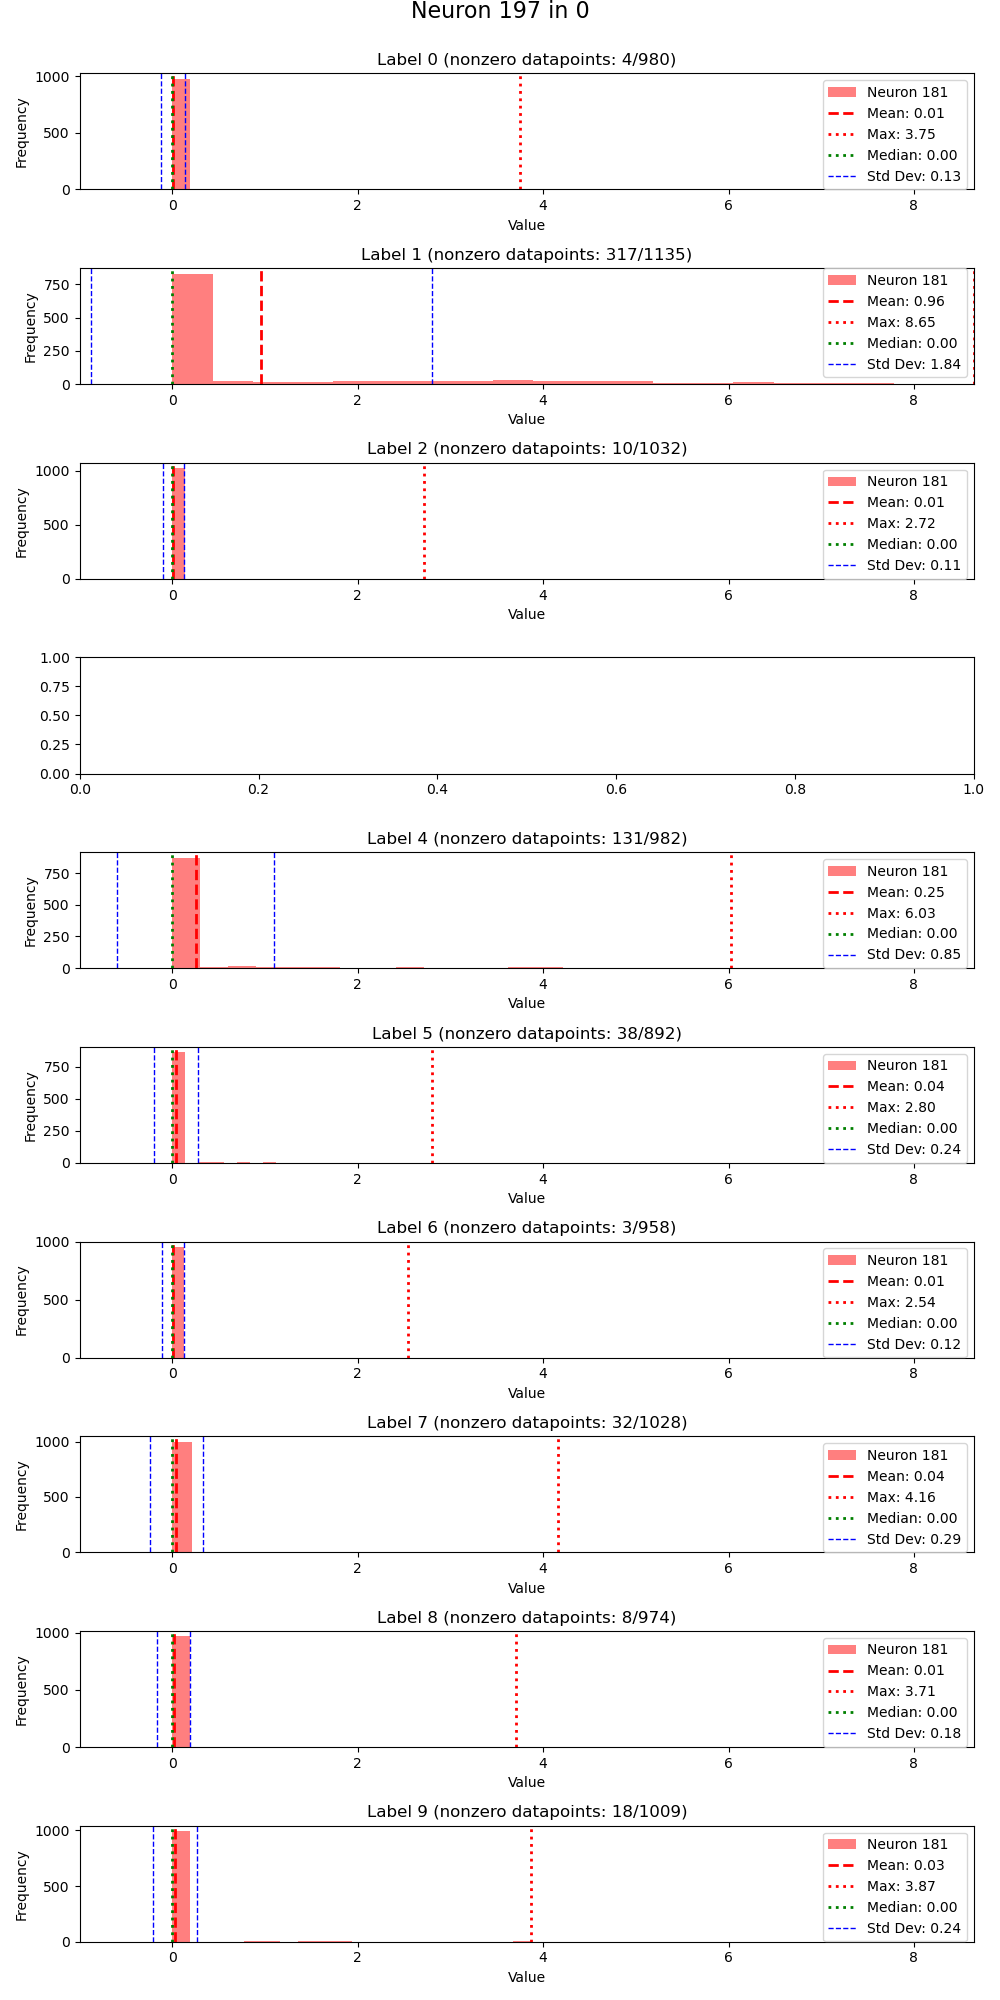 Neuron 197 in 0
Label 0 (nonzero datapoints: 4/980)
Frequency
1000
500
0
Neuron 181
Mean: 0.01
Max: 3.75
Median: 0.00
Std Dev: 0.13
0 2 4 6 8
Value
Label 1 (nonzero datapoints: 317/1135)
Frequency
750
500
250
0
Neuron 181
Mean: 0.96
Max: 8.65
Median: 0.00
Std Dev: 1.84
0 2 4 6 8
Value
Label 2 (nonzero datapoints: 10/1032)
Frequency
1000
500
0
Neuron 181
Mean: 0.01
Max: 2.72
Median: 0.00
Std Dev: 0.11
0 2 4 6 8
Value
1.00
0.75
0.50
0.25
0.00
0.0 0.2 0.4 0.6 0.8 1.0
Label 4 (nonzero datapoints: 131/982)
Frequency
750
500
250
0
Neuron 181
Mean: 0.25
Max: 6.03
Median: 0.00
Std Dev: 0.85
0 2 4 6 8
Value
Label 5 (nonzero datapoints: 38/892)
Frequency
750
500
250
0
Neuron 181
Mean: 0.04
Max: 2.80
Median: 0.00
Std Dev: 0.24
0 2 4 6 8
Value
Label 6 (nonzero datapoints: 3/958)
Frequency
1000
500
0
Neuron 181
Mean: 0.01
Max: 2.54
Median: 0.00
Std Dev: 0.12
0 2 4 6 8
Value
Label 7 (nonzero datapoints: 32/1028)
Frequency
1000
500
0
Neuron 181
Mean: 0.04
Max: 4.16
Median: 0.00
Std Dev: 0.29
0 2 4 6 8
Value
Label 8 (nonzero datapoints: 8/974)
Frequency
1000
500
0
Neuron 181
Mean: 0.01
Max: 3.71
Median: 0.00
Std Dev: 0.18
0 2 4 6 8
Value
Label 9 (nonzero datapoints: 18/1009)
Frequency
1000
500
0
Neuron 181
Mean: 0.03
Max: 3.87
Median: 0.00
Std Dev: 0.24
0 2 4 6 8
Value